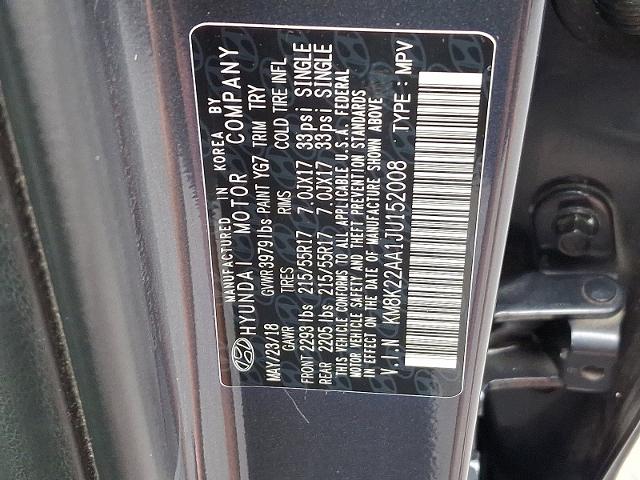 MANUFACTURED IN KOREA BY
HYUNDAI MOTOR COMPANY
MAY/23/18 GVWR 3979lbs PAINT YG7 TRIM TRY
GAWR TIRES RIMS COLD TIRE INFL
FRONT 2293 lbs 215/55R17 7.0JX17 33psi SINGLE
REAR 2205 lbs 215/55R17 7.0JX17 33psi SINGLE
THIS VEHICLE CONFORMS TO ALL APPLICABLE U.S.A. FEDERAL
MOTOR VEHICLE SAFETY AND THEFT PREVENTION STANDARDS
IN EFFECT ON THE DATE OF MANUFACTURE SHOWN ABOVE
V.I.N KM8K22AA1JU152008 TYPE : MPV